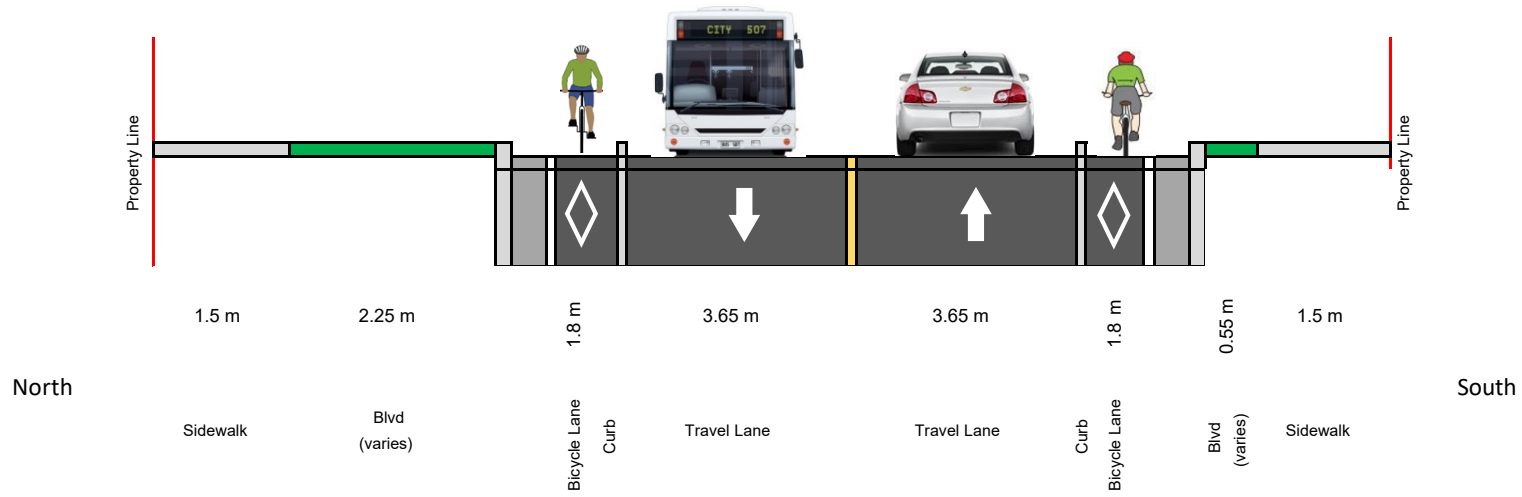 CITY 507
Property Line
Property Line
1.5 m
2.25 m
1.8 m
3.65 m
3.65 m
1.8 m
0.55 m
1.5 m
North
South
Sidewalk
Blvd
(varies)
Bicycle Lane
Curb
Travel Lane
Travel Lane
Curb
Bicycle Lane
Blvd
(varies)
Sidewalk